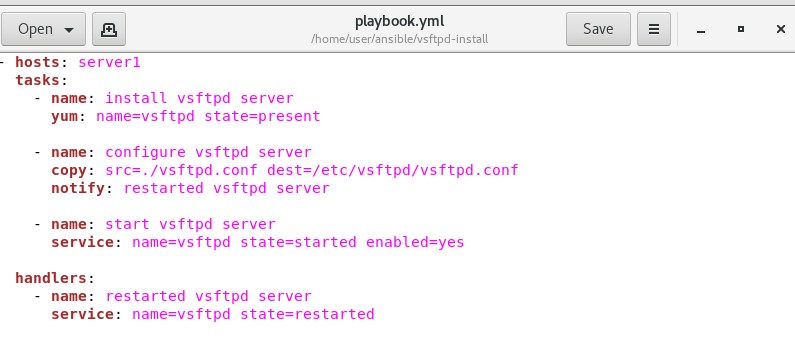 Open
playbook.yml
/home/user/ansible/vsftpd-install
Save
- hosts: server1
  tasks:
    - name: install vsftpd server
      yum: name=vsftpd state=present

    - name: configure vsftpd server
      copy: src=./vsftpd.conf dest=/etc/vsftpd/vsftpd.conf
      notify: restarted vsftpd server

    - name: start vsftpd server
      service: name=vsftpd state=started enabled=yes

  handlers:
    - name: restarted vsftpd server
      service: name=vsftpd state=restarted